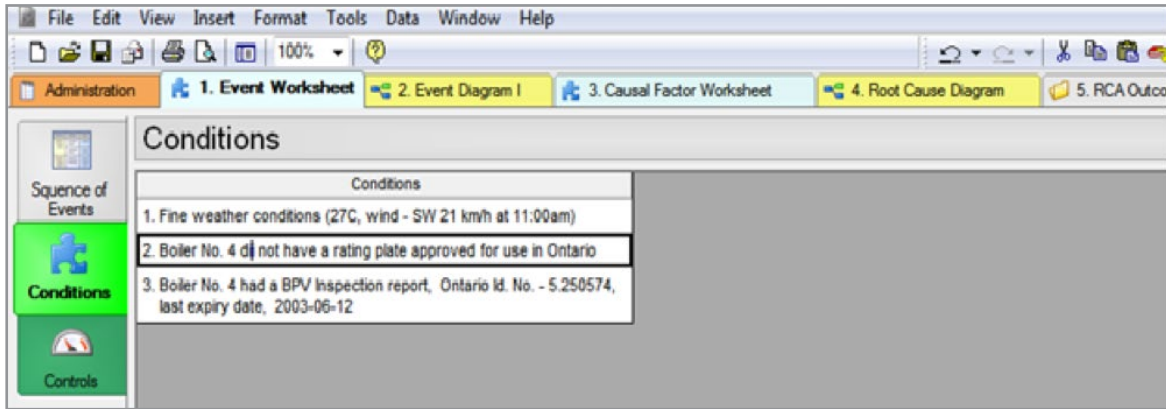 File Edit View Insert Format Tools Data Window Help
100%
Administration 1. Event Worksheet 2. Event Diagram I 3. Causal Factor Worksheet 4. Root Cause Diagram 5. RCA Outco
Conditions
Squence of
Events
Conditions
Controls
Conditions
1. Fine weather conditions (27C, wind - SW 21 km/h at 11:00am)
2. Boiler No. 4 di not have a rating plate approved for use in Ontario
3. Boiler No. 4 had a BPV Inspection report, Ontario Id. No. - 5.250574,
last expiry date, 2003-06-12